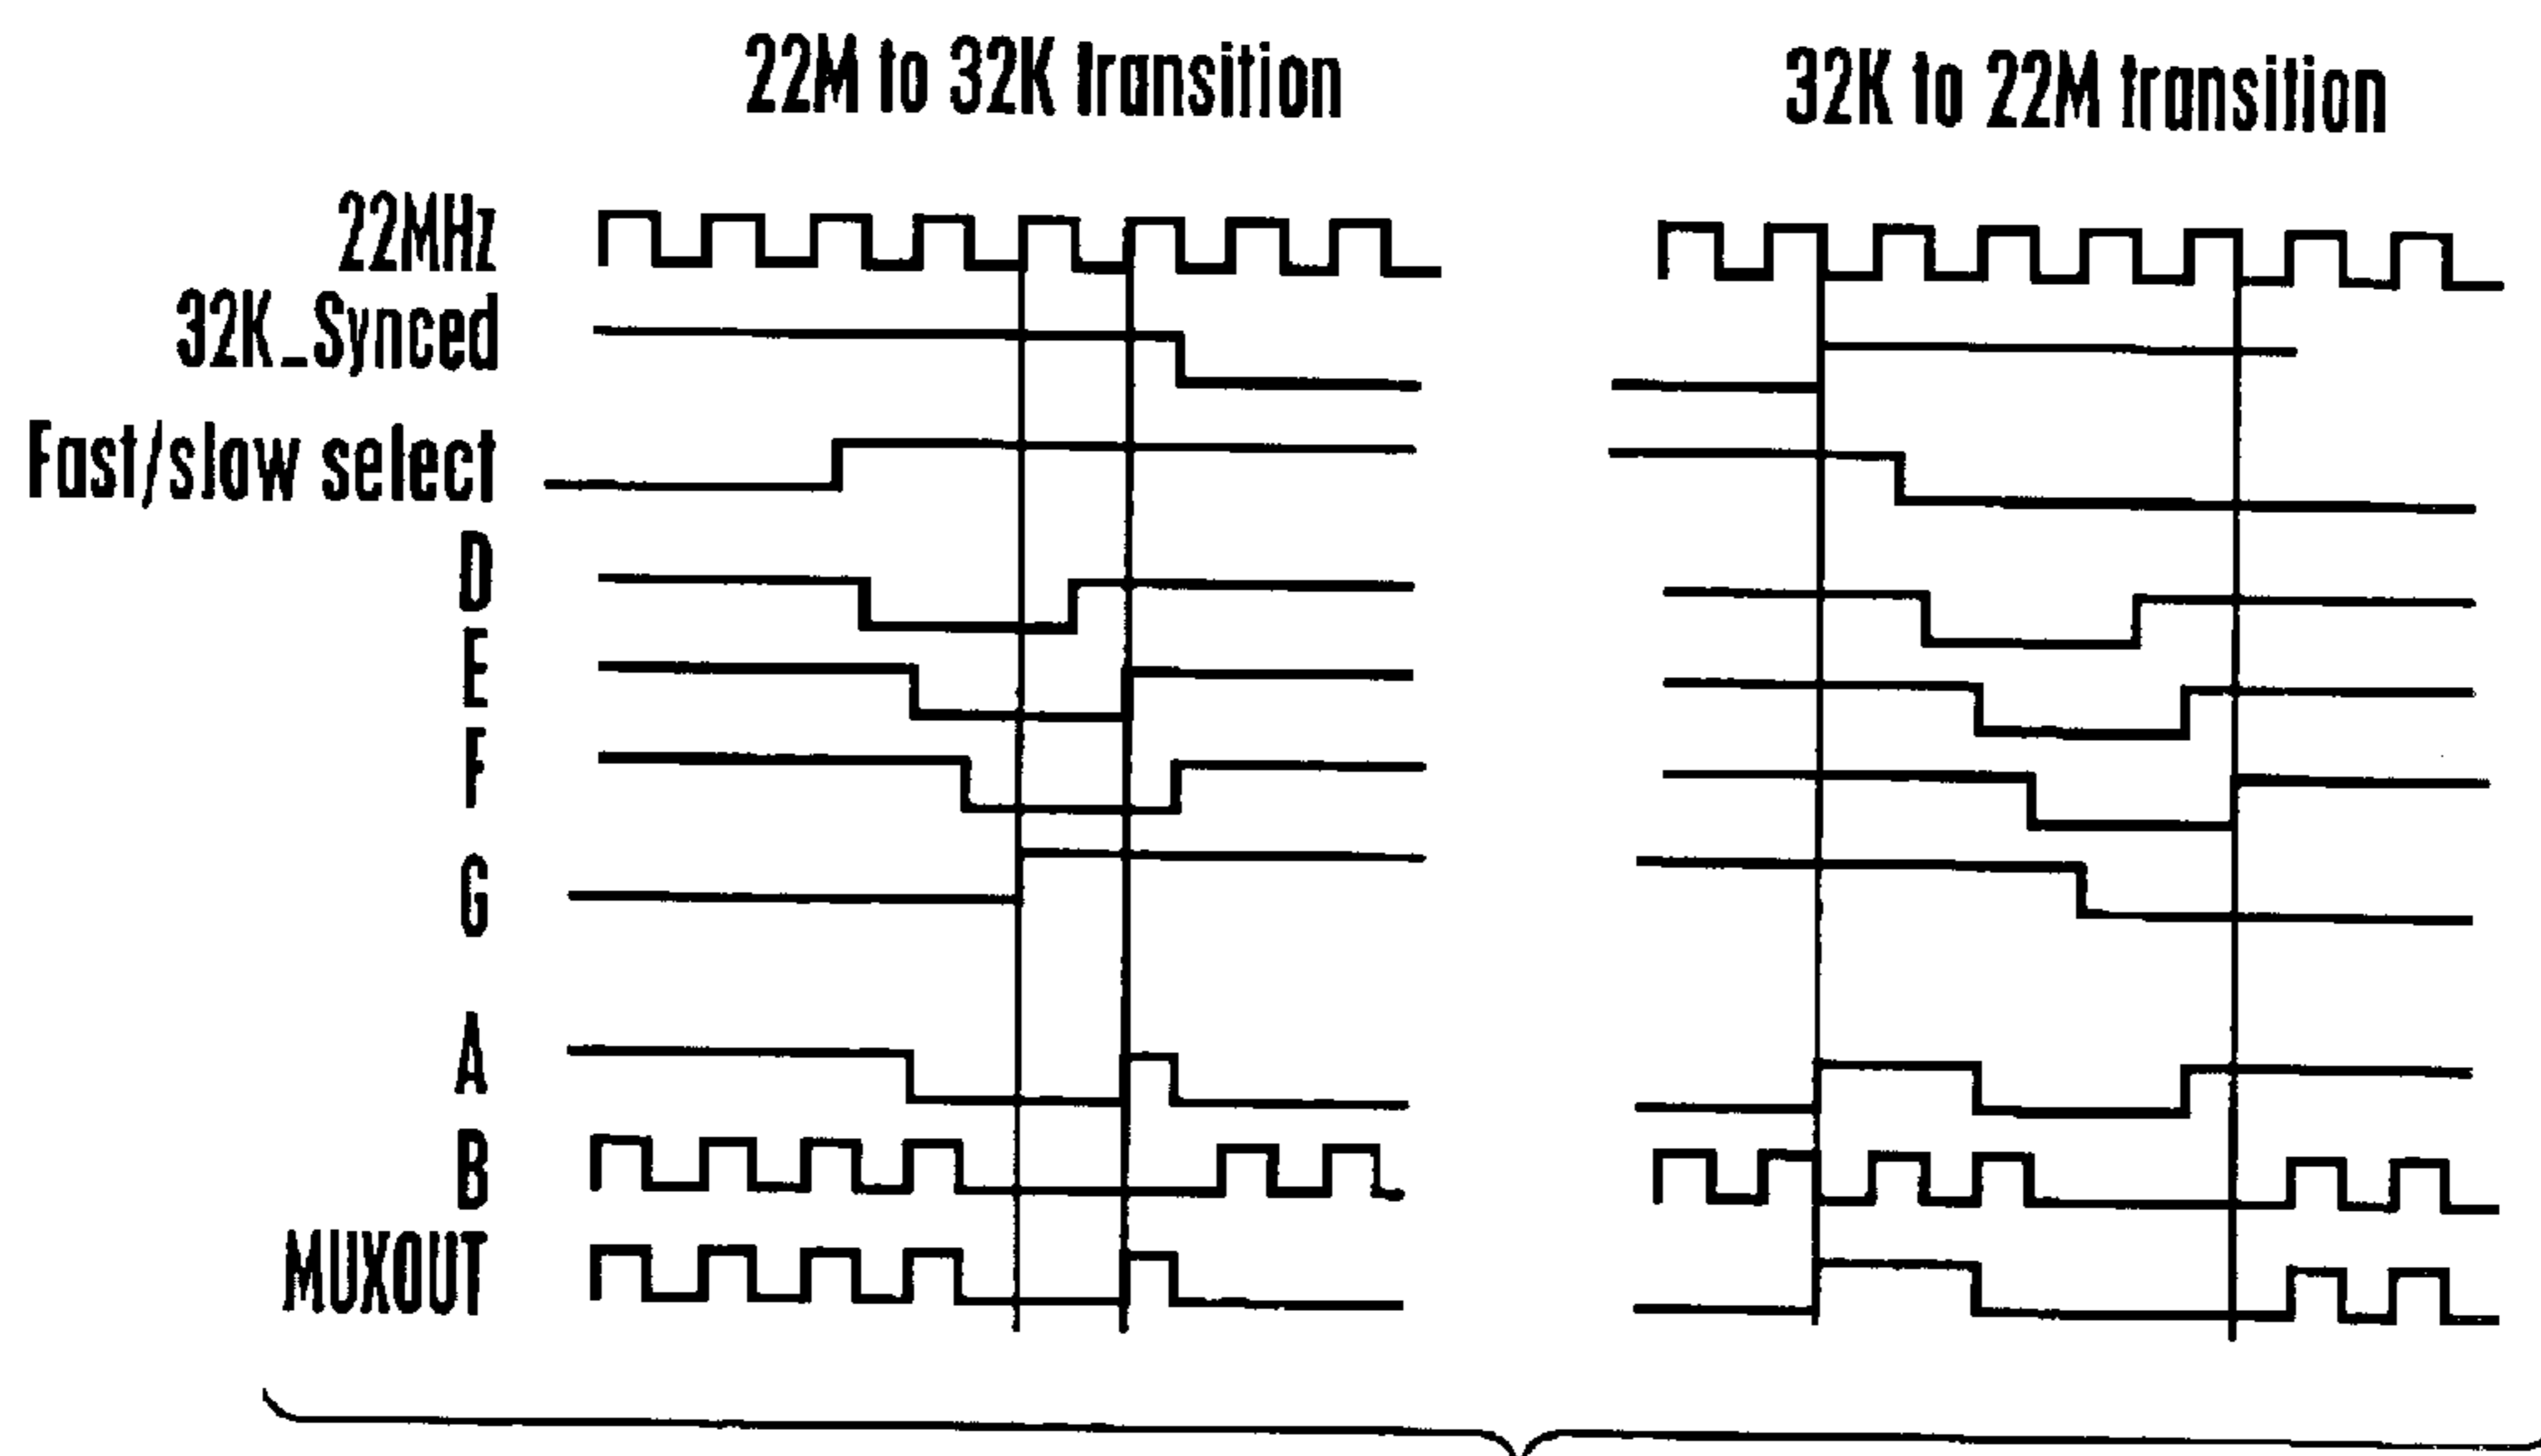 22M to 32K transition
32K to 22M transition
22MHz
32K_Synced
Fast/slow select
D
E
F
G
A
B
MUXOUT